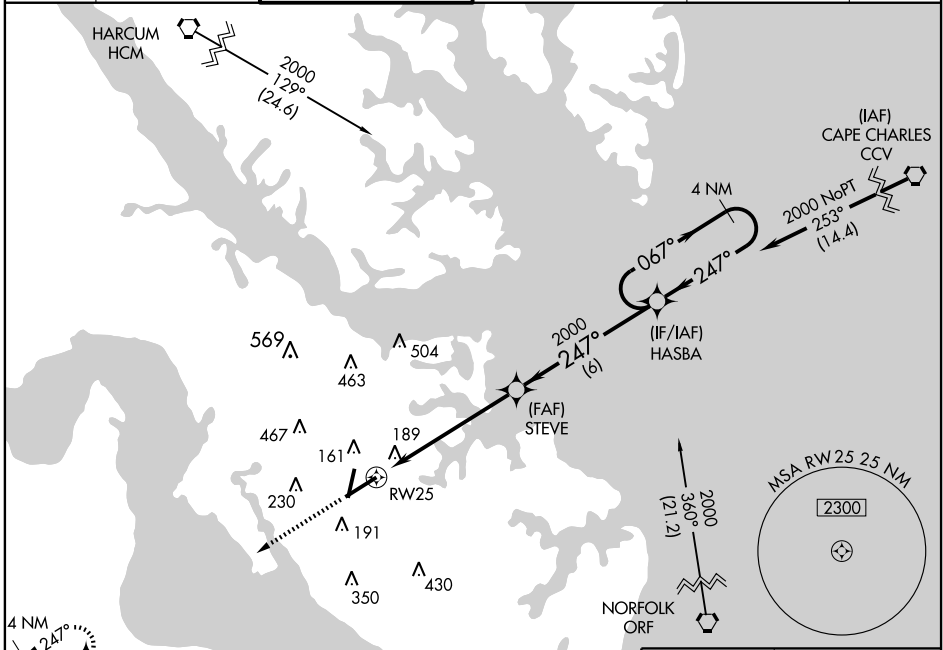 HARCUM
HCM
2000
129°
(24.6)
(IAF)
CAPE CHARLES
CCV
2000 NoPT
253°
(14.4)
4 NM
067°
247°
(IF/IAF)
HASBA
2000
247°
(6)
(FAF)
STEVE
569
504
463
467
189
161
RW25
230
191
350
430
2000
360°
(21.2)
NORFOLK
ORF
MSA RW25 25 NM
2300
4 NM
247°